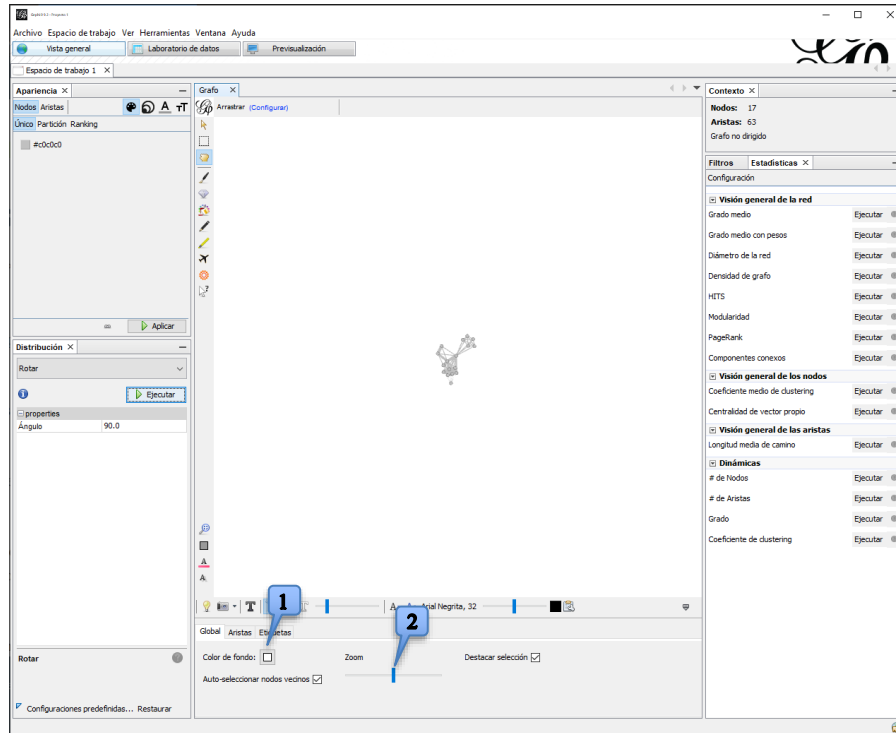 Gephi 0.9.2 - Proyecto 1
Archivo Espacio de trabajo Ver Herramientas Ventana Ayuda
Vista general Laboratorio de datos Previsualización
Espacio de trabajo 1
Apariencia
Nodos Aristas
Único Partición Ranking
#c0c0c0
Aplicar
Distribución
Rotar
Ejecutar
properties
Ángulo 90.0
Rotar
Configuraciones predefinidas... Restaurar
Grafo
Arrastrar (Configurar)
Arial Negrita, 32
1
2
Global Aristas Etiquetas
Color de fondo: Zoom Destacar selección
Auto-seleccionar nodos vecinos
Contexto
Nodos: 17
Aristas: 63
Grafo no dirigido
Filtros Estadísticas
Configuración
Visión general de la red
Grado medio Ejecutar
Grado medio con pesos Ejecutar
Diámetro de la red Ejecutar
Densidad de grafo Ejecutar
HITS Ejecutar
Modularidad Ejecutar
PageRank Ejecutar
Componentes conexos Ejecutar
Visión general de los nodos
Coeficiente medio de clustering Ejecutar
Centralidad de vector propio Ejecutar
Visión general de las aristas
Longitud media de camino Ejecutar
Dinámicas
# de Nodos Ejecutar
# de Aristas Ejecutar
Grado Ejecutar
Coeficiente de clustering Ejecutar